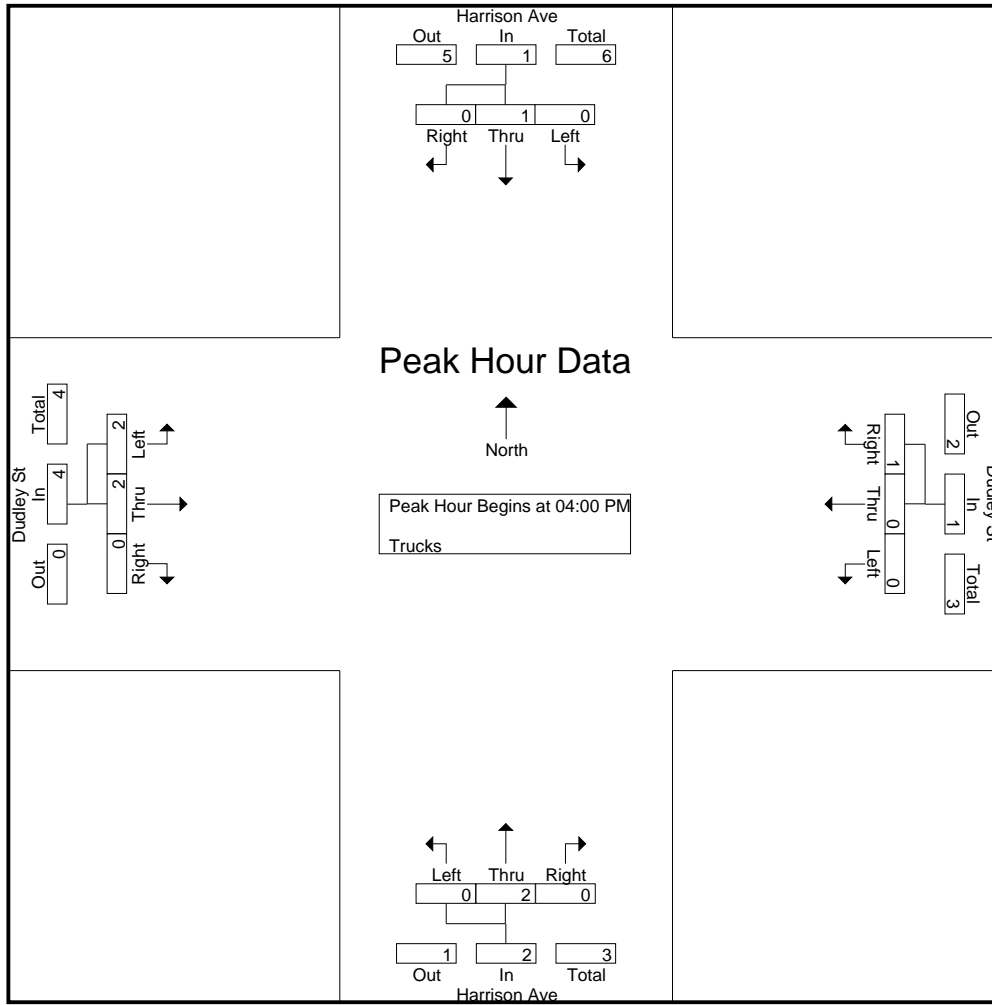 Harrison Ave
Out In Total
5 1 6
0 1 0
Right Thru Left
Peak Hour Data
North
Peak Hour Begins at 04:00 PM
Trucks
Dudley St
Out In Total
0 4 4
0 2 2
Right Thru Left
Dudley St
Out In Total
2 1 3
1 0 0
Right Thru Left
Left Thru Right
0 2 0
1 2 3
Out In Total
Harrison Ave